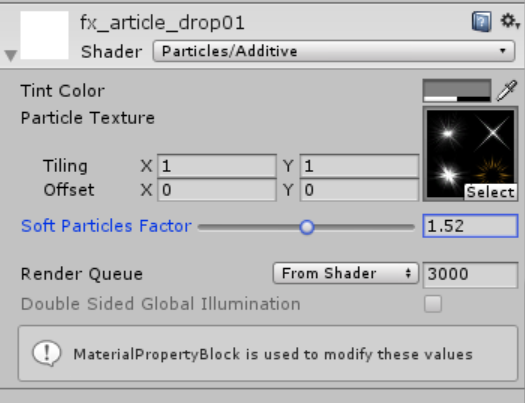 fx_article_drop01
Shader Particles/Additive
Tint Color
Particle Texture
Tiling X 1 Y 1
Offset X 0 Y 0
Select
Soft Particles Factor 1.52
Render Queue From Shader 3000
Double Sided Global Illumination
MaterialPropertyBlock is used to modify these values